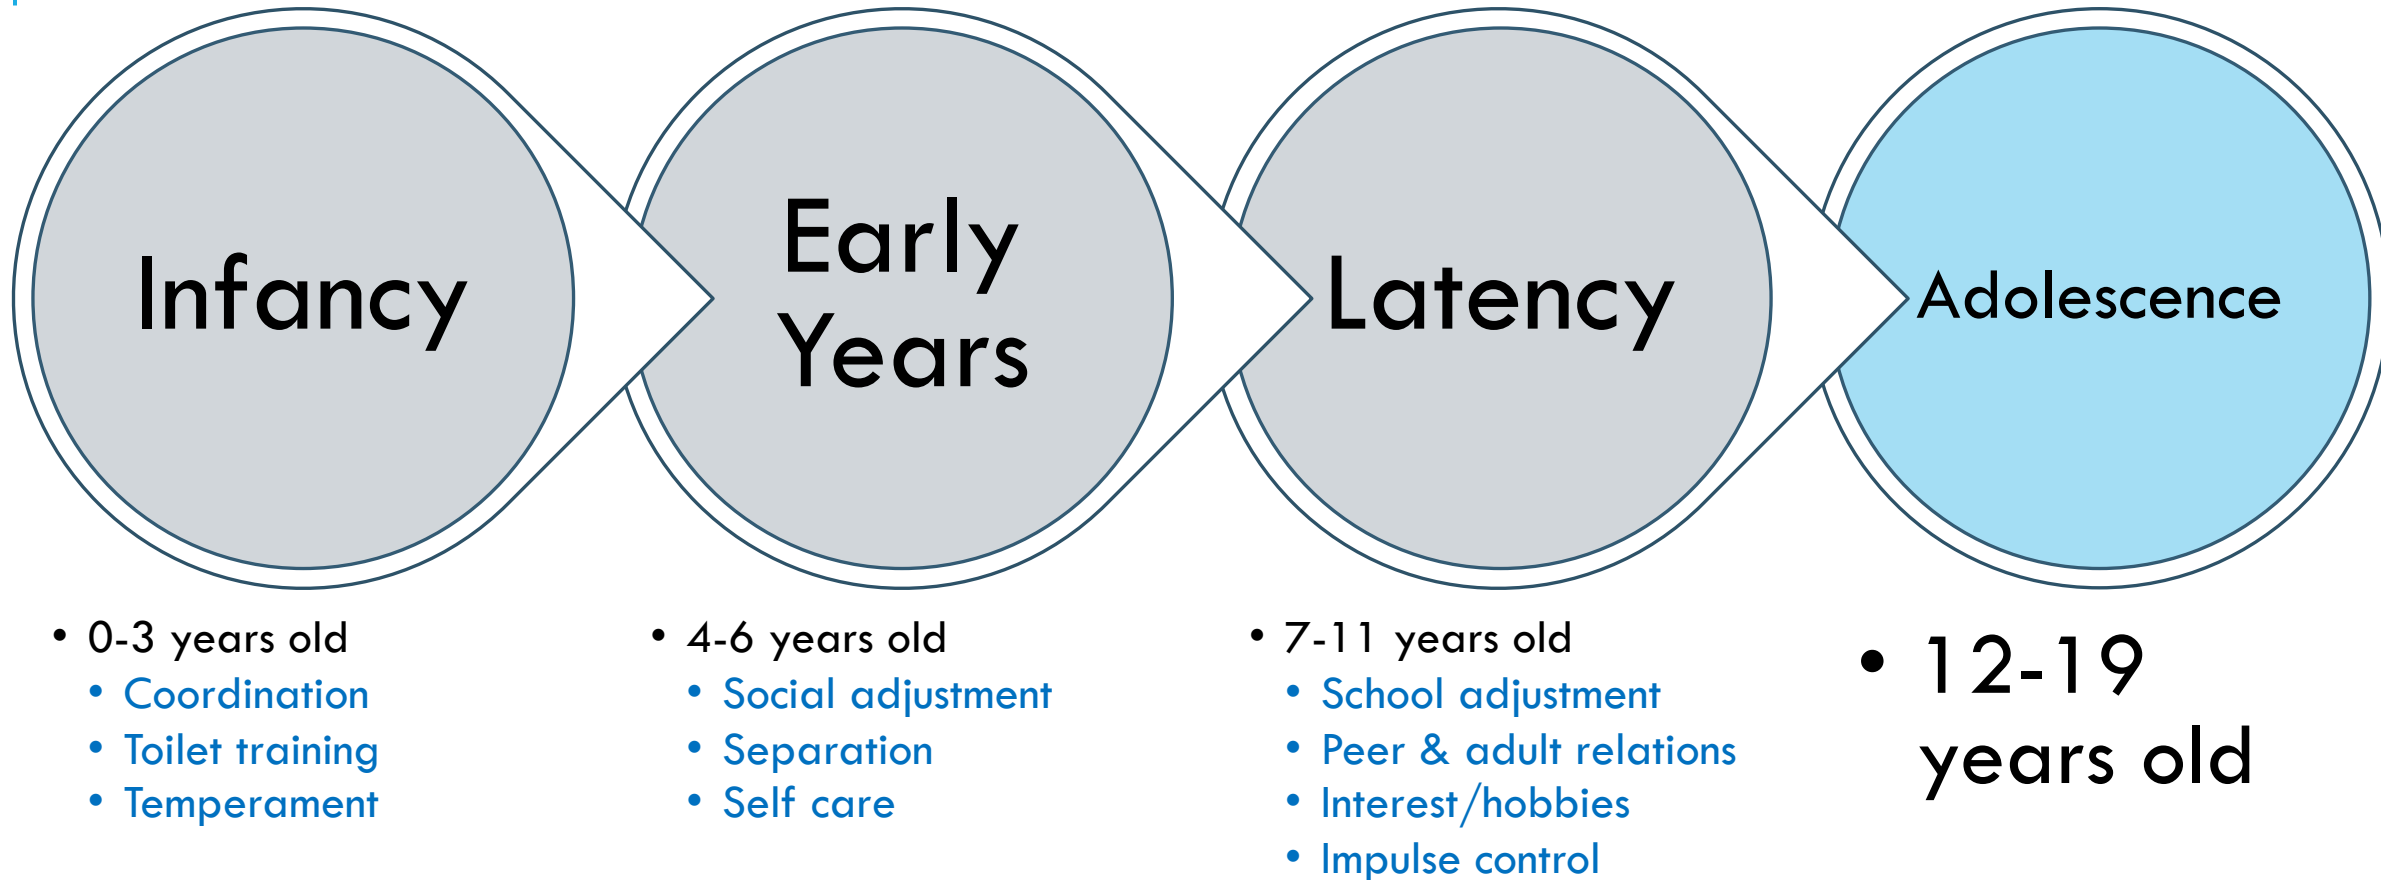 Infancy
Early
Years
Latency
Adolescence
• 0-3 years old
• Coordination
• Toilet training
• Temperament
• 4-6 years old
• Social adjustment
• Separation
• Self care
• 7-11 years old
• School adjustment
• Peer & adult relations
• Interest/hobbies
• Impulse control
• 12-19
years old